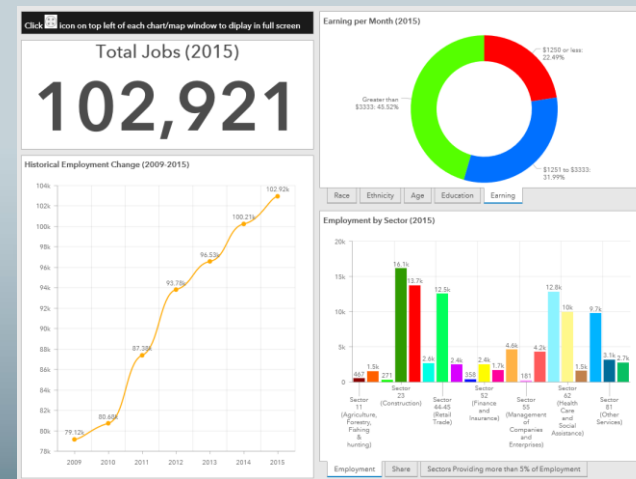 Click icon on top left of each chart/map window to diplay in full screen
Total Jobs (2015)
102,921
Historical Employment Change (2009-2015)
104k
102k
100k
98k
96k
94k
92k
90k
88k
86k
84k
82k
80k
78k
79.12k
80.68k
87.38k
93.78k
96.53k
100.21k
102.92k
2009 2010 2011 2012 2013 2014 2015
Earning per Month (2015)
$1250 or less:
22.49%
Greater than
$3333: 45.52%
$1251 to $3333:
31.99%
Race Ethnicity Age Education Earning
Employment by Sector (2015)
20k
15k
10k
5k
0
467
1.5k
271
16.1k
13.7k
2.6k
12.5k
2.4k
358
2.4k
1.7k
4.6k
181
4.2k
12.8k
10k
1.5k
9.7k
3.1k
2.7k
Sector
11
(Agriculture,
Forestry,
Fishing
&
hunting)
Sector
23
(Construction)
Sector
44-45
(Retail
Trade)
Sector
52
(Finance
and
Insurance)
Sector
55
(Management
of
Companies
and
Enterprises)
Sector
62
(Health
Care
and
Social
Assistance)
Sector
81
(Other
Services)
Employment Share Sectors Providing more than 5% of Employment